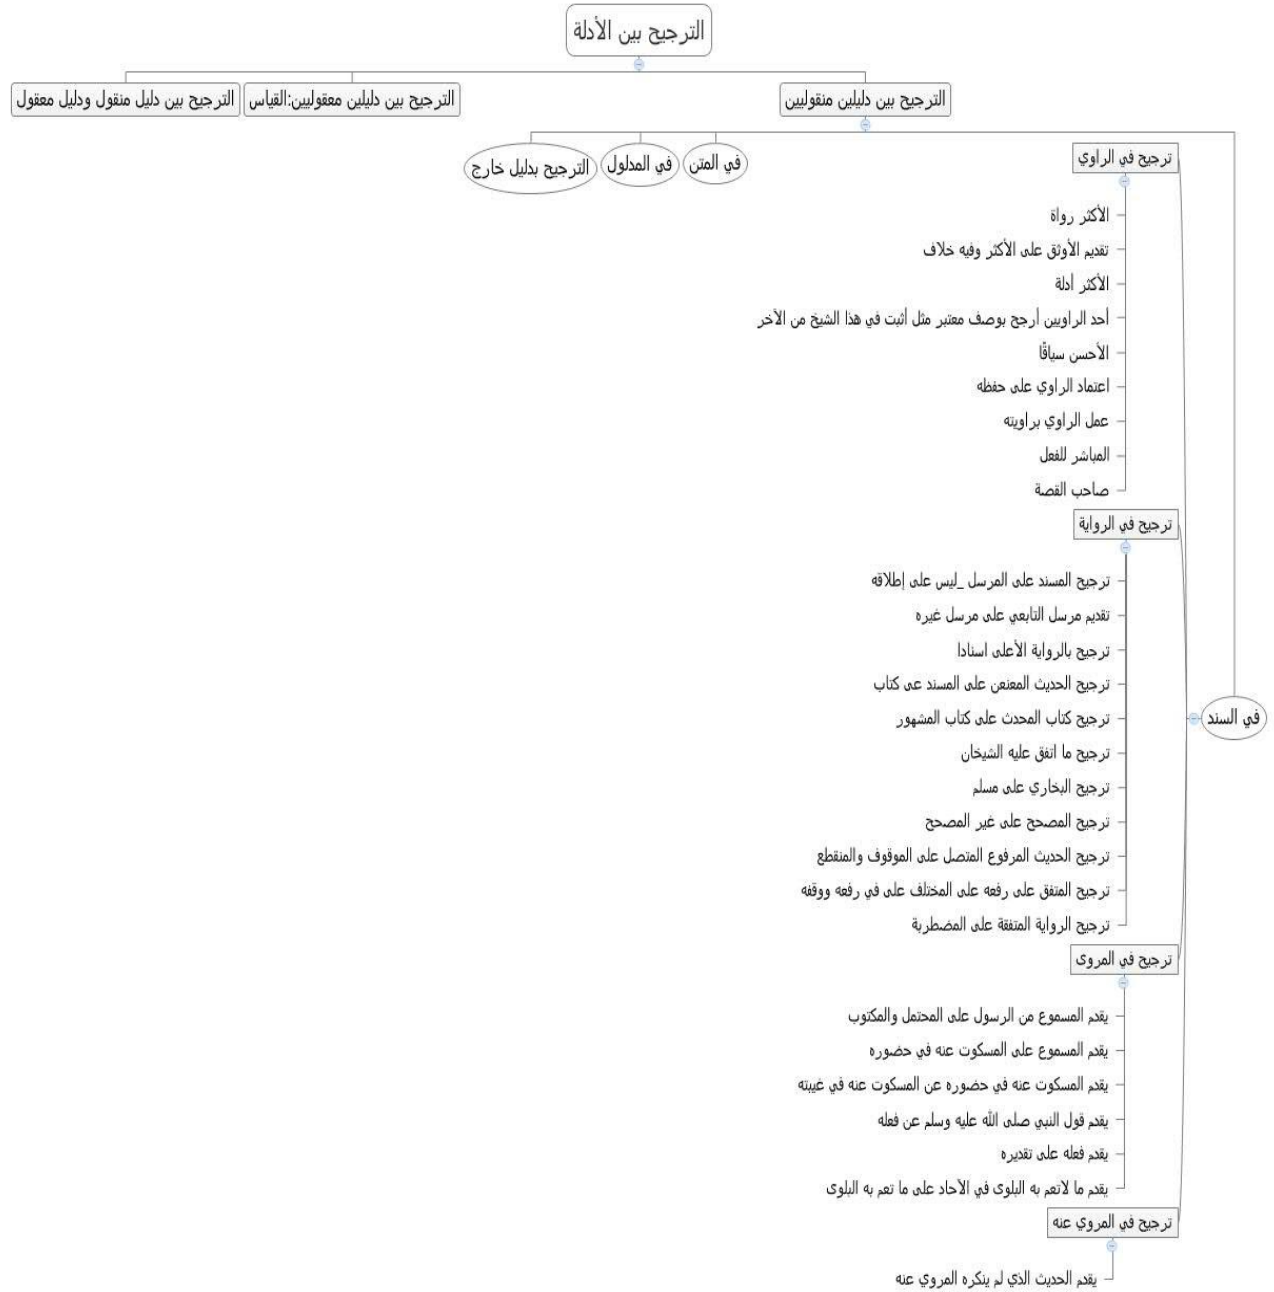 الترجيح بين الأدلة
الترجيح بين دليلين منقوليين
الترجيح بين دليلين معقوليين:القياس
الترجيح بين دليل منقول ودليل معقول
في السند
في المتن
في المدلول
الترجيح بدليل خارج
ترجيح في الراوي
الأكثر رواة
تقديم الأوثق على الأكثر وفيه خلاف
الأكثر أدلة
أحد الراويين أرجح بوصف معتبر مثل أثبت في هذا الشيخ من الأخر
الأحسن سياقًا
اعتماد الراوي على حفظه
عمل الراوي براويته
المباشر للفعل
صاحب القصة
ترجيح في الرواية
ترجيح المسند على المرسل _ليس على إطلاقه
تقديم مرسل التابعي على مرسل غيره
ترجيح بالرواية الأعلى اسنادا
ترجيح الحديث المعنعن على المسند عى كتاب
ترجيح كتاب المحدث على كتاب المشهور
ترجيح ما اتفق عليه الشيخان
ترجيح البخاري على مسلم
ترجيح المصحح على غير المصحح
ترجيح الحديث المرفوع المتصل على الموقوف والمنقطع
ترجيح المتفق على رفعه على المختلف على في رفعه ووقفه
ترجيح الرواية المتفقة على المضطربة
ترجيح في المروى
يقدم المسموع من الرسول على المحتمل والمكتوب
يقدم المسموع على المسكوت عنه في حضوره
يقدم المسكوت عنه في حضوره عن المسكوت عنه في غيبته
يقدم قول النبي صلى الله عليه وسلم عن فعله
يقدم فعله على تقديره
يقدم ما لاتعم به البلوى في الأحاد على ما تعم به البلوى
ترجيح في المروي عنه
يقدم الحديث الذي لم ينكره المروي عنه